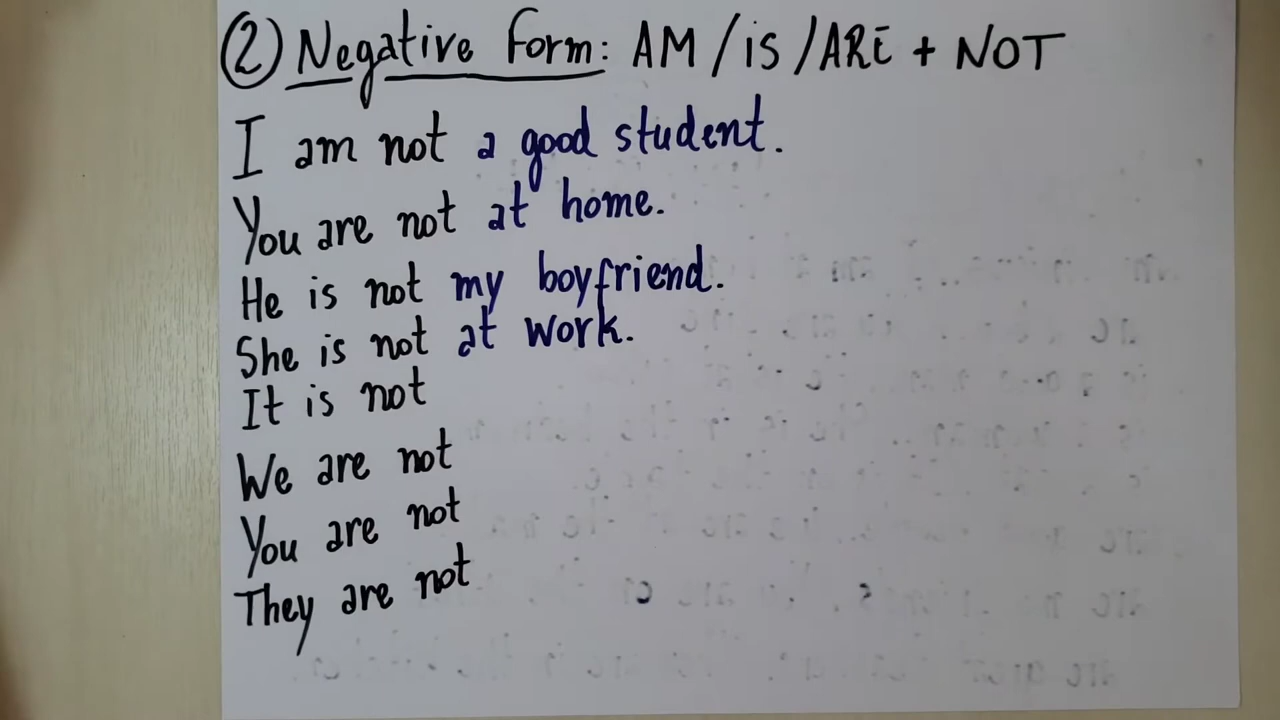 ② Negative Form: AM / iS / ARE + NOT
I am not a good student.
You are not at home.
He is not my boyfriend.
She is not at work.
It is not
We are not
You are not
They are not